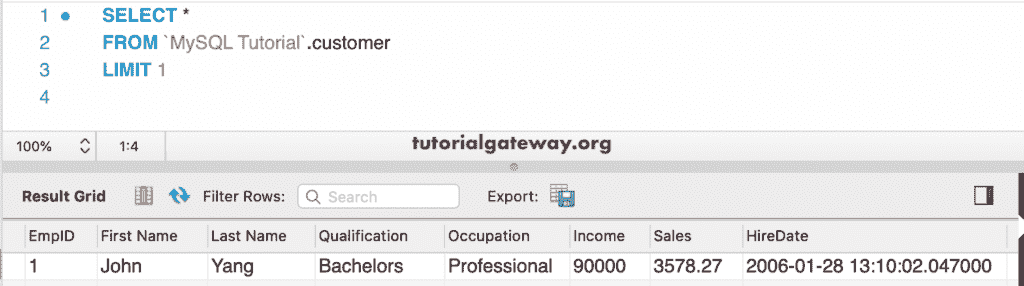 1 SELECT *
2 FROM `MySQL Tutorial`.customer
3 LIMIT 1
4
100% 1:4 tutorialgateway.org
Result Grid Filter Rows: Search Export:
EmpID First Name Last Name Qualification Occupation Income Sales HireDate
1 John Yang Bachelors Professional 90000 3578.27 2006-01-28 13:10:02.047000